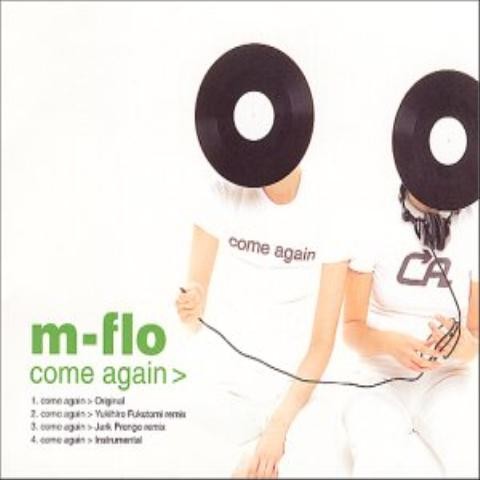 come again
CA
m-flo
come again >
1. come again > Original
2. come again > Yukihiro Fukutomi remix
3. come again > Jark Prongo remix
4. come again > Instrumental